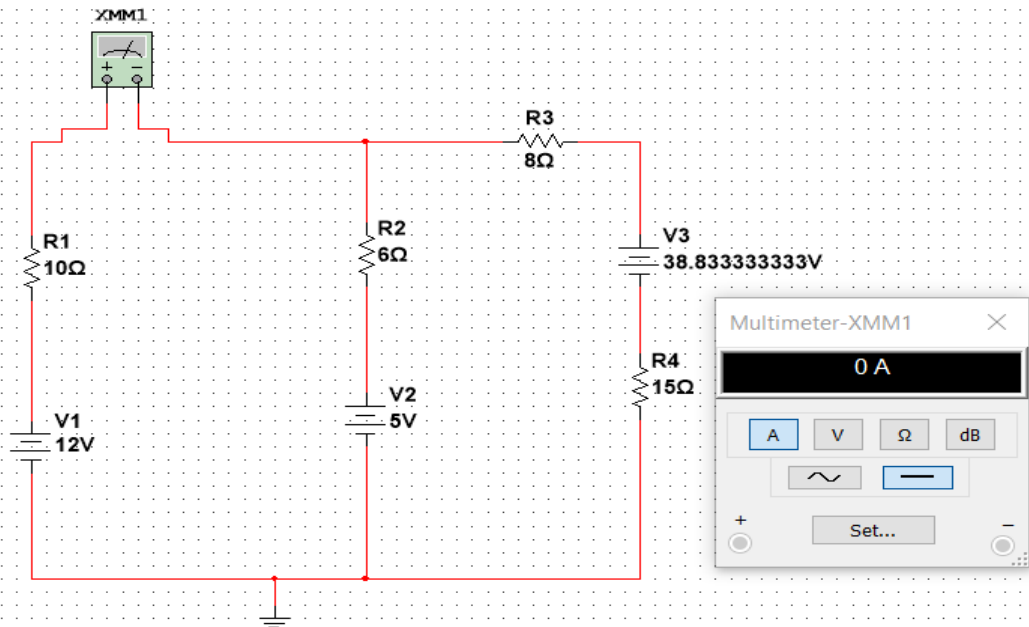 XMM1
R3
8Ω
R1
10Ω
R2
6Ω
V3
38.833333333V
V1
12V
V2
5V
R4
15Ω
Multimeter-XMM1
0 A
A V Ω dB
+ Set... −